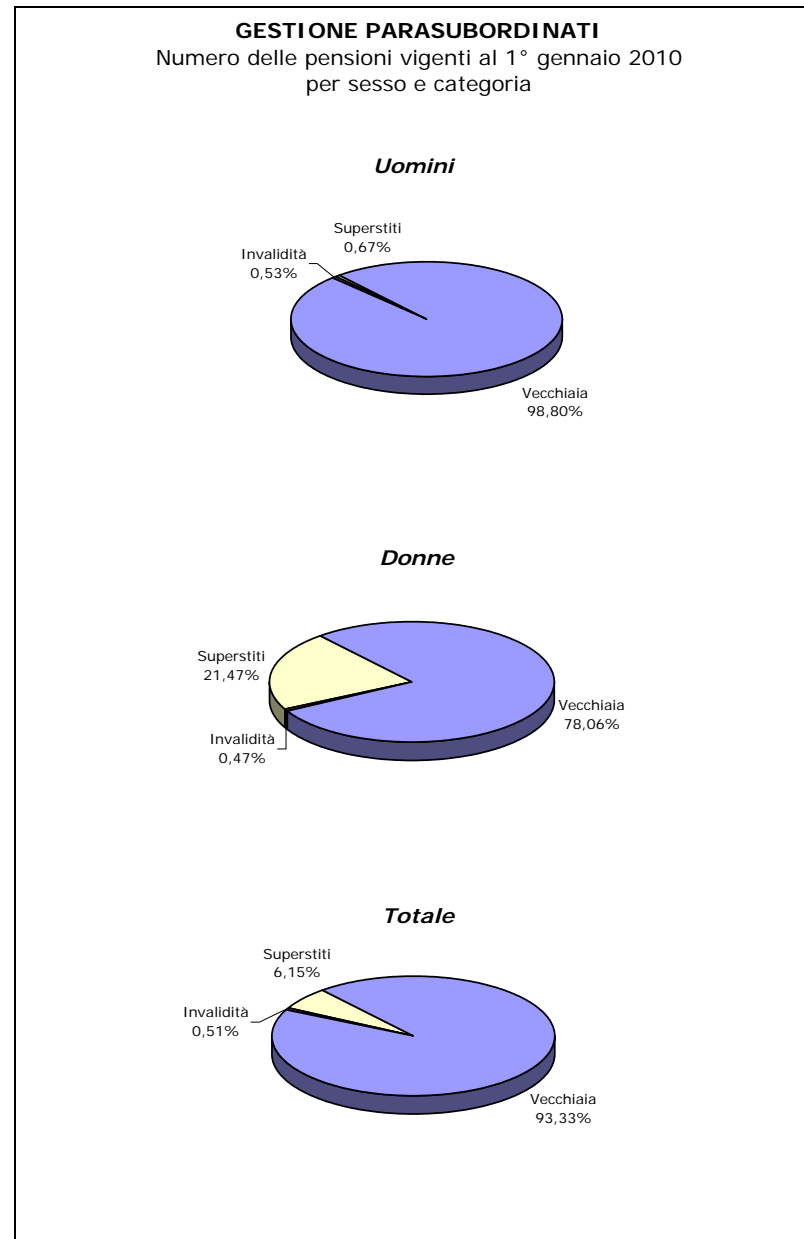 GESTIONE PARASUBORDINATI
Numero delle pensioni vigenti al 1° gennaio 2010
per sesso e categoria
Uomini
Superstiti
0,67%
Invalidità
0,53%
Vecchiaia
98,80%
Donne
Superstiti
21,47%
Vecchiaia
78,06%
Invalidità
0,47%
Totale
Superstiti
6,15%
Invalidità
0,51%
Vecchiaia
93,33%